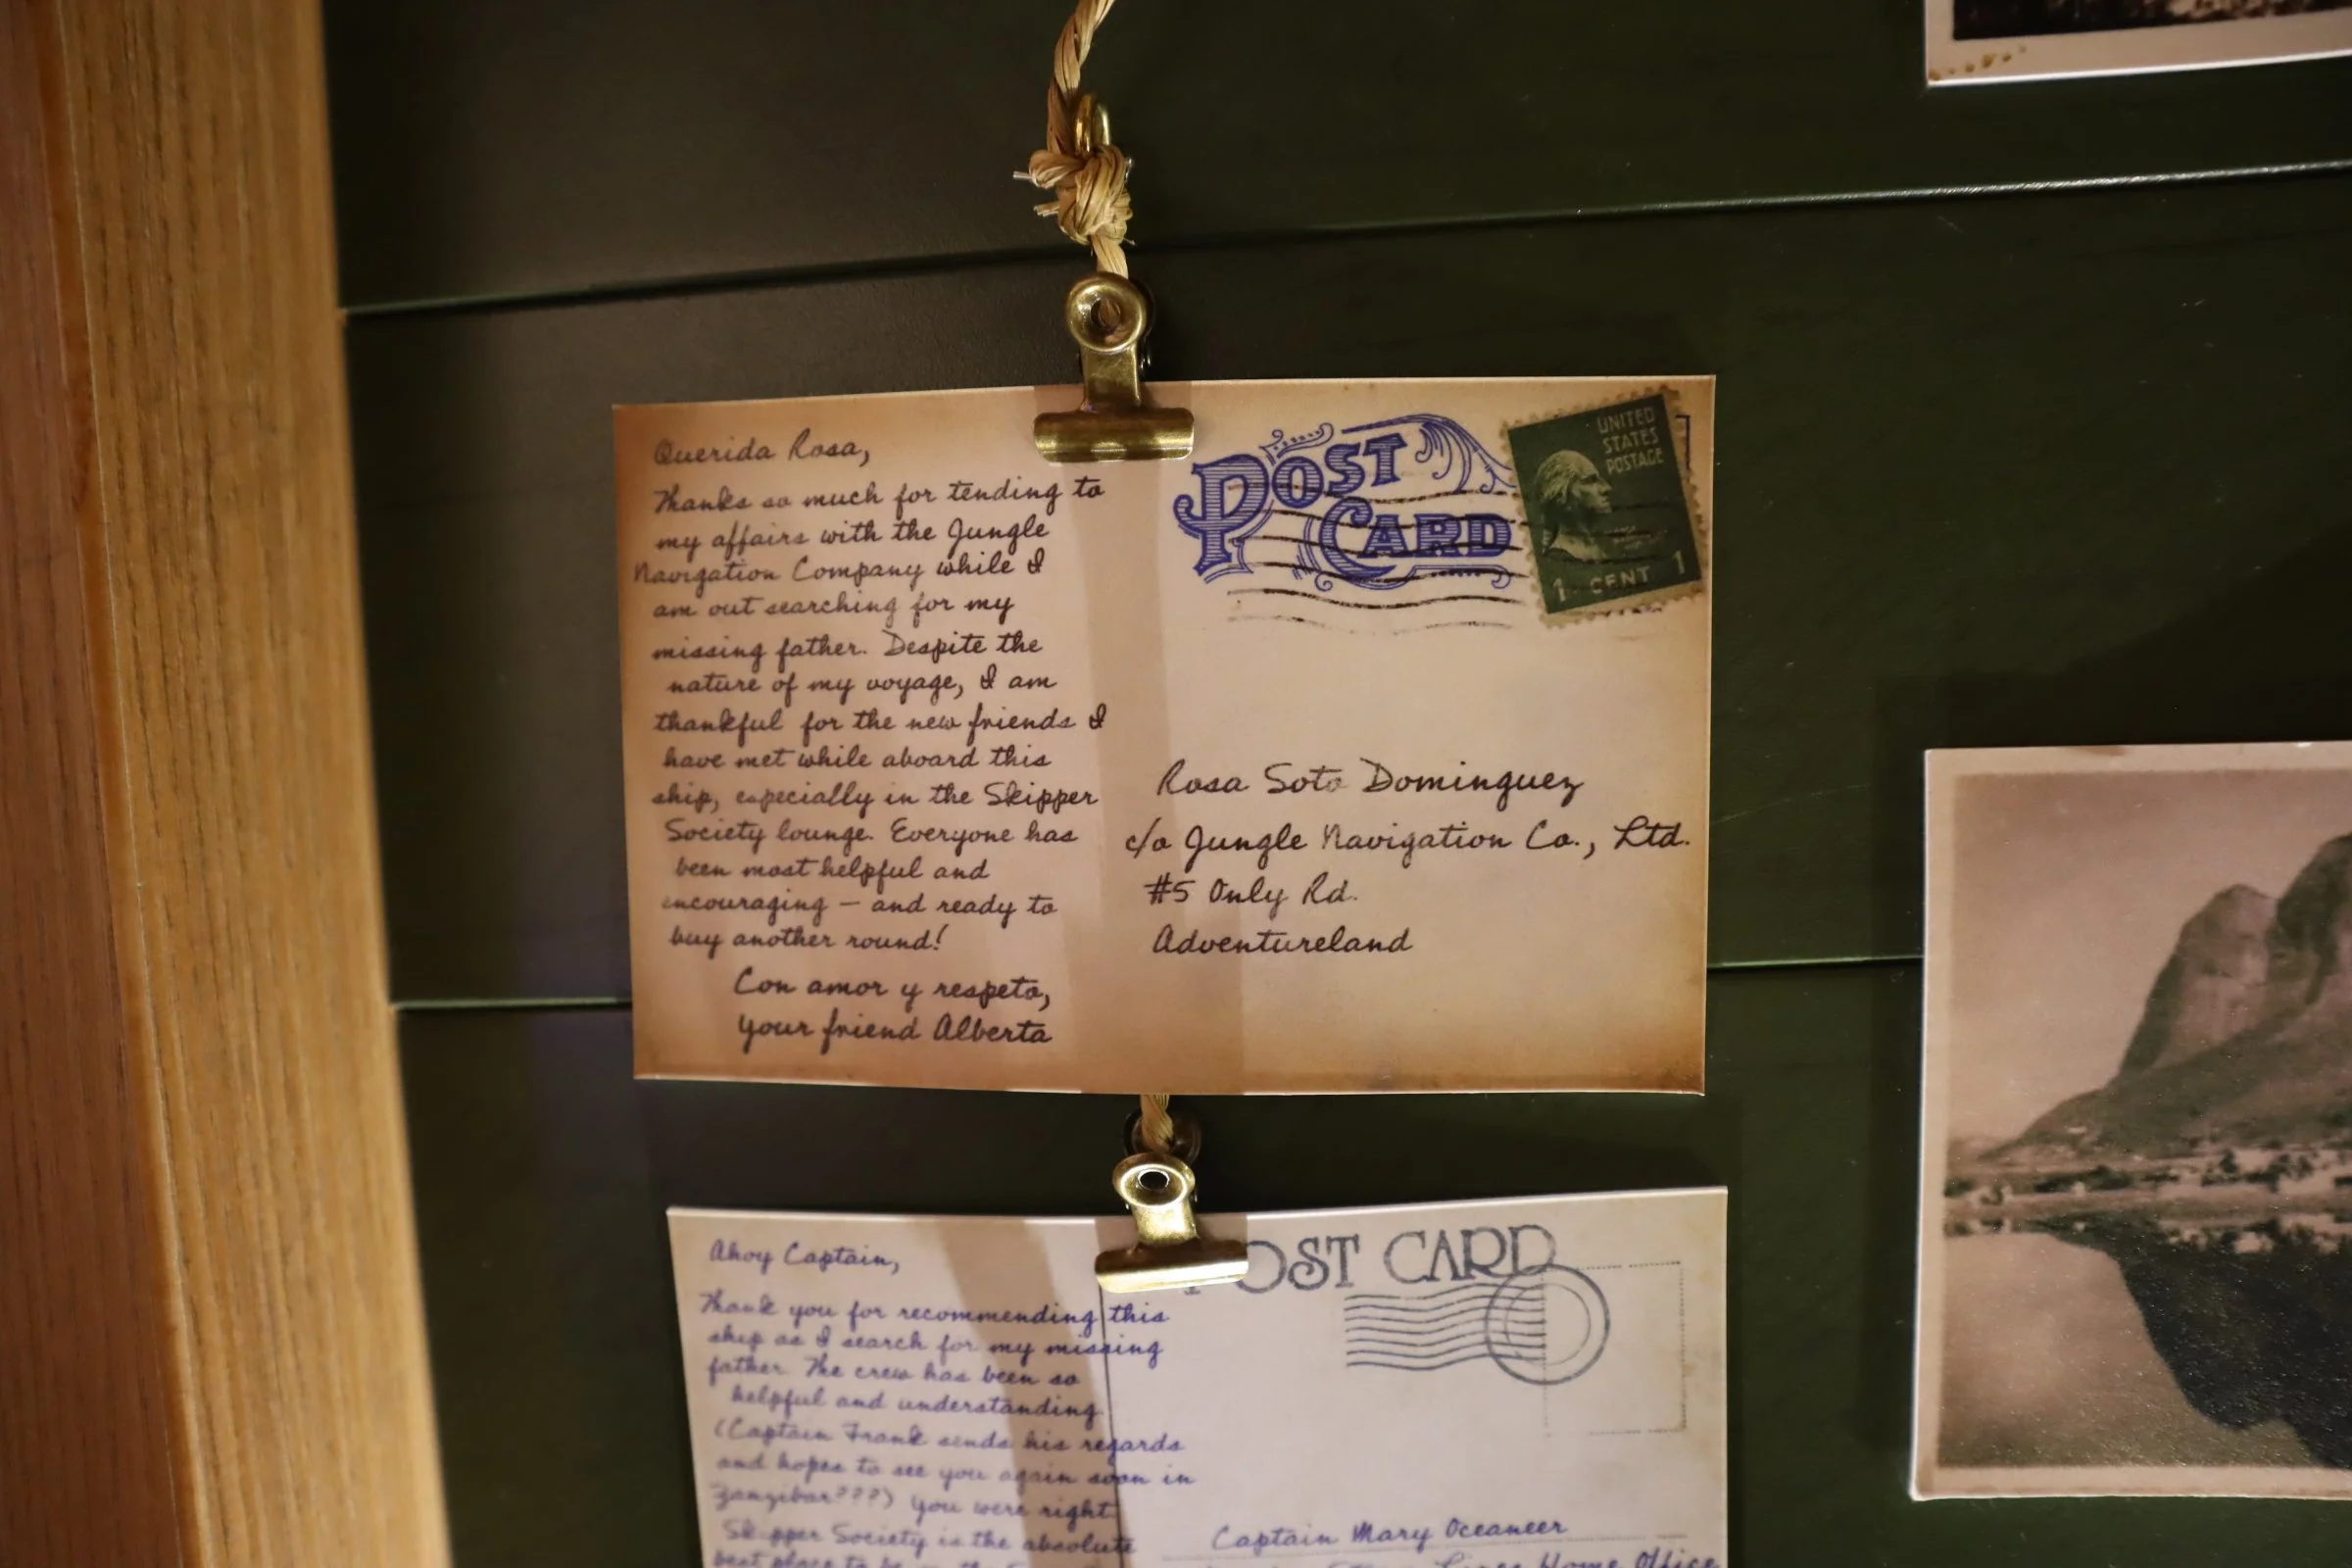 Querida Rosa,
Thanks so much for tending to
my affairs with the Jungle
Navigation Company while I
am out searching for my
missing father. Despite the
nature of my voyage, I am
thankful for the new friends I
have met while aboard this
ship, especially in the Skipper
Society lounge. Everyone has
been most helpful and
encouraging – and ready to
buy another round!
Con amor y respeto,
your friend Alberta
POST
CARD
UNITED
STATES
POSTAGE
1 CENT 1
Rosa Soto Dominguez
c/o Jungle Navigation Co., Ltd.
#5 Only Rd.
Adventureland
Ahoy Captain,
Thank you for recommending this
ship as I search for my missing
father. The crew has been so
helpful and understanding
(Captain Frank sends his regards
and hopes to see you again soon in
Zanzibar???) You were right
Skipper Society is the absolute
best place to
POST CARD
Captain Mary Oceaneer
Lines Home Office